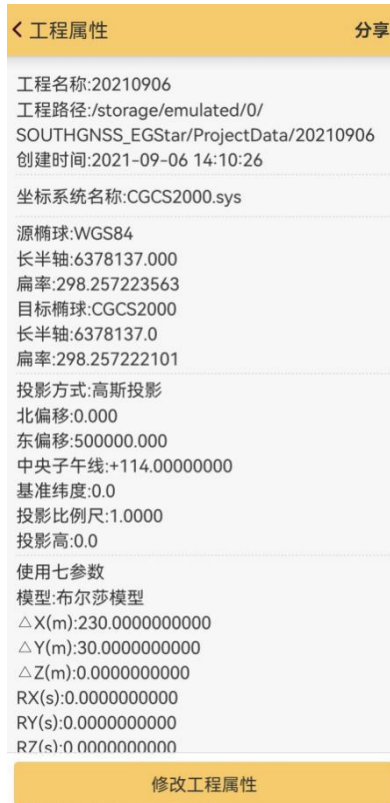 工程属性 分享
工程名称:20210906
工程路径:/storage/emulated/0/
SOUTHGNSS_EGStar/ProjectData/20210906
创建时间:2021-09-06 14:10:26
坐标系统名称:CGCS2000.sys
源椭球:WGS84
长半轴:6378137.000
扁率:298.257223563
目标椭球:CGCS2000
长半轴:6378137.0
扁率:298.257222101
投影方式:高斯投影
北偏移:0.000
东偏移:500000.000
中央子午线:+114.00000000
基准纬度:0.0
投影比例尺:1.0000
投影高:0.0
使用七参数
模型:布尔莎模型
△X(m):230.0000000000
△Y(m):30.0000000000
△Z(m):0.0000000000
RX(s):0.0000000000
RY(s):0.0000000000
RZ(s):0.0000000000
修改工程属性